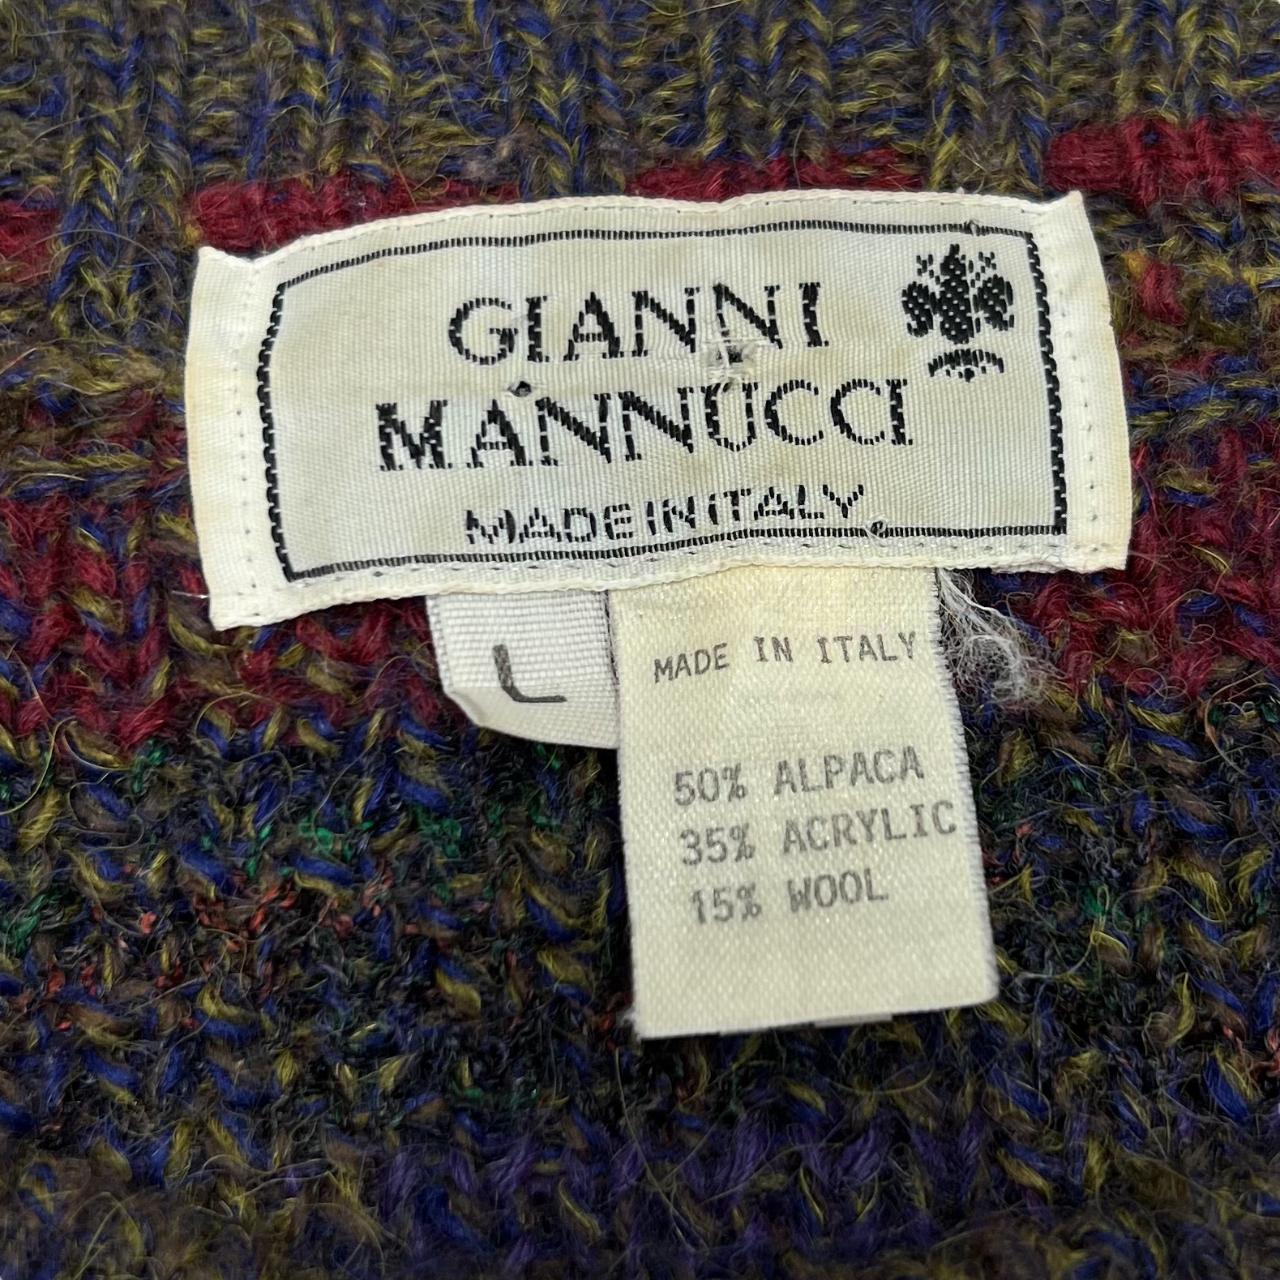 GIANNI
MANNUCCI
MADE IN ITALY
L
MADE IN ITALY
50% ALPACA
35% ACRYLIC
15% WOOL